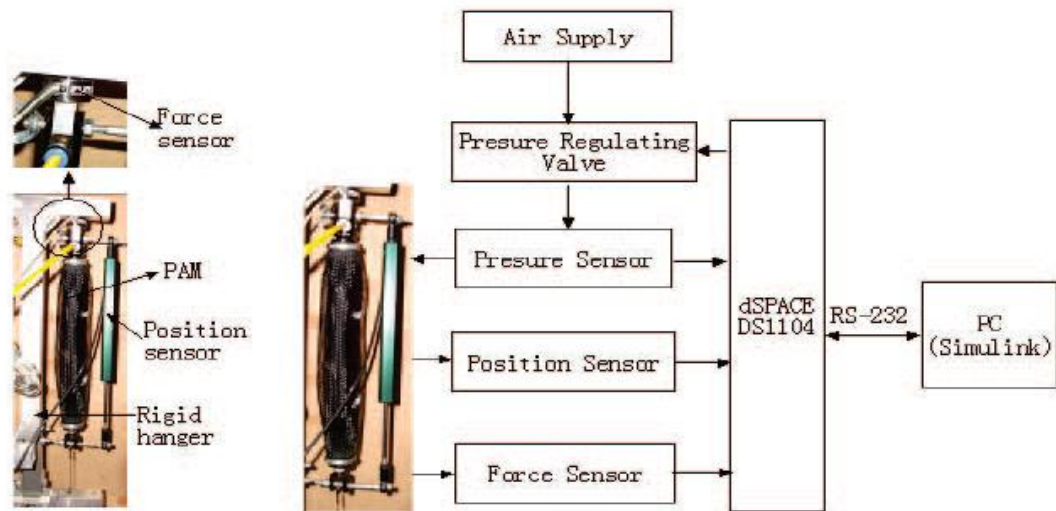 Force
sensor
PAM
Position
sensor
Rigid
hanger
Air Supply
Presure Regulating
Valve
Presure Sensor
Position Sensor
Force Sensor
dSPACE
DS1104
RS-232
PC
(Simulink)